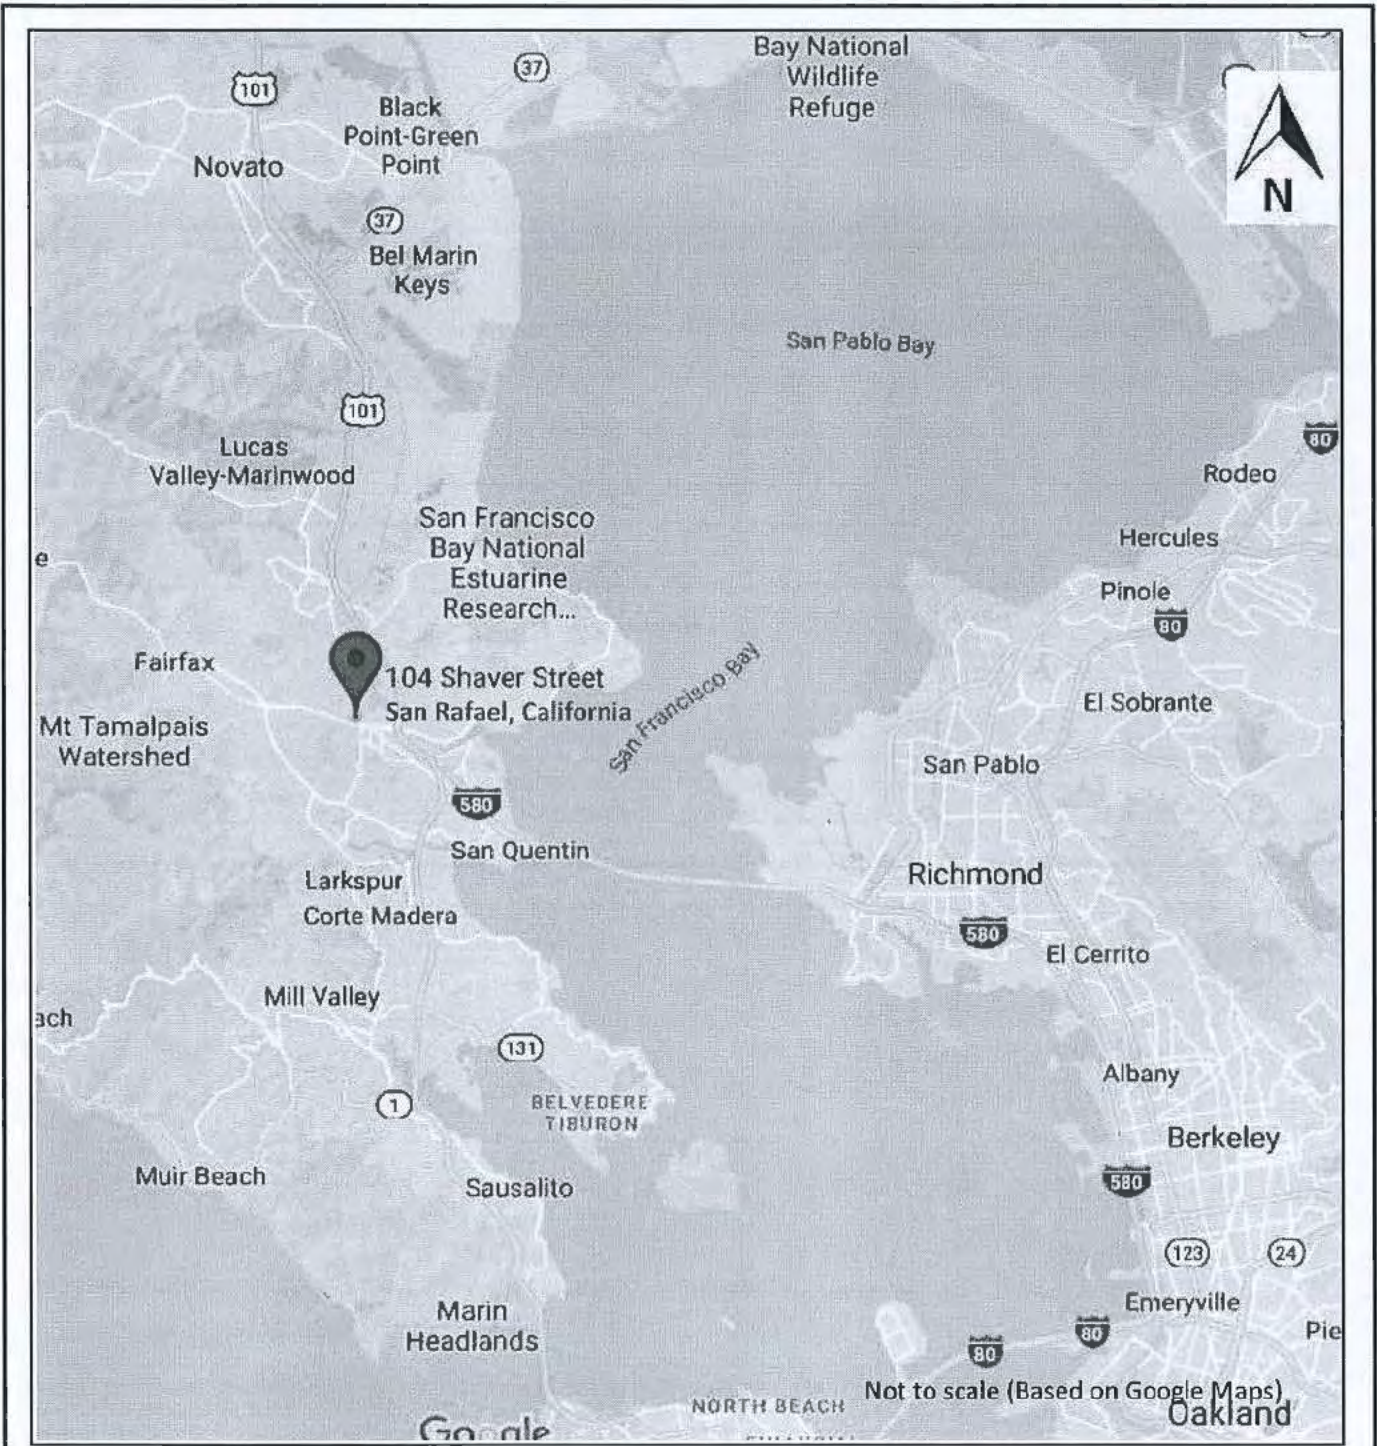 Bay National
Wildlife
Refuge
37
101
Black
Point-Green
Point
Novato
N
37
Bel Marin
Keys
San Pablo Bay
101
80
Lucas
Valley-Marinwood
Rodeo
San Francisco
Bay National
Estuarine
Research...
Hercules
e
Pinole
80
Fairfax
104 Shaver Street
San Rafael, California
San Francisco Bay
El Sobrante
Mt Tamalpais
Watershed
San Pablo
580
San Quentin
Richmond
Larkspur
Corte Madera
580
El Cerrito
Mill Valley
ach
131
Albany
1
BELVEDERE
TIBURON
Berkeley
Muir Beach
Sausalito
580
123
24
Emeryville
Marin
Headlands
80
80
Pie
Not to scale (Based on Google Maps)
NORTH BEACH
Oakland
Google